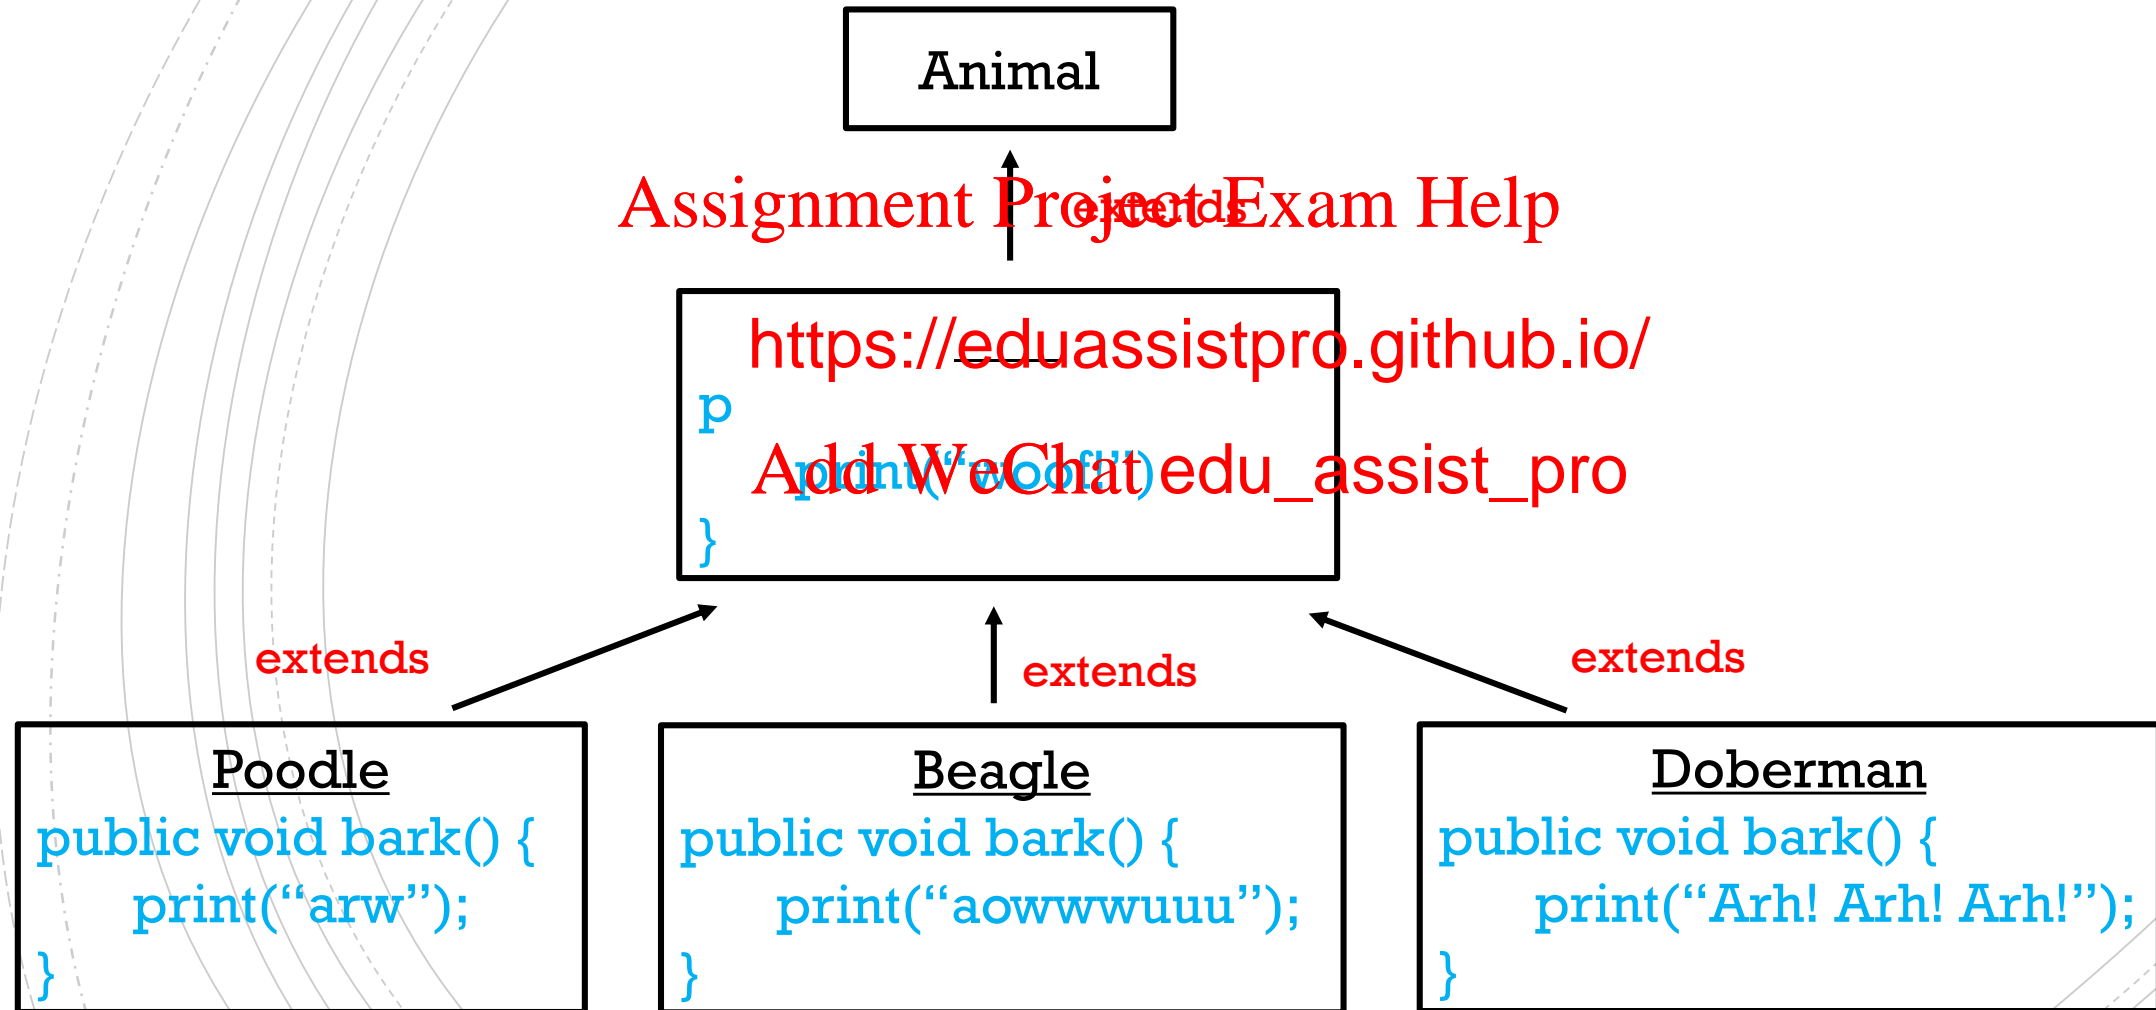 Animal
Assignment Project Exam Help
extends
https://eduassistpro.github.io/
p
print("woof!")
Add WeChat edu_assist_pro
}
extends
extends
extends
Poodle
public void bark() {
print(“arw”);
}
Beagle
public void bark() {
print(“aowwwuuu”);
}
Doberman
public void bark() {
print(“Arh! Arh! Arh!”);
}